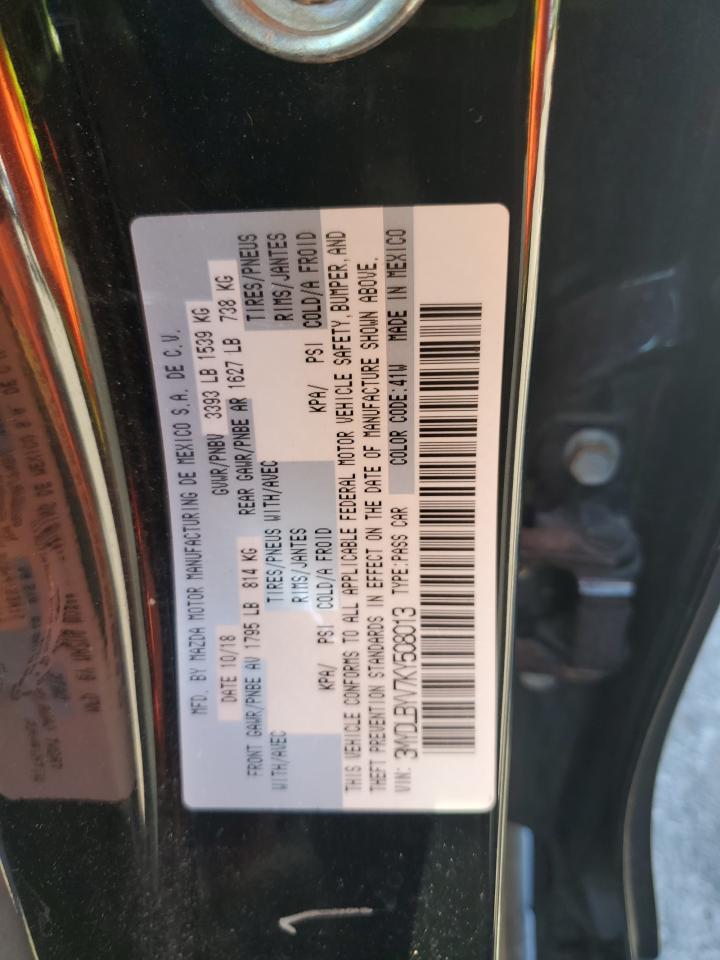 MFD. BY MAZDA MOTOR MANUFACTURING DE MEXICO S.A. DE C.V.
DATE 10/18 GVWR/PNBV 3393 LB 1539 KG
FRONT GAWR/PNBE AV 1795 LB 814 KG REAR GAWR/PNBE AR 1627 LB 738 KG
WITH/AVEC TIRES/PNEUS WITH/AVEC TIRES/PNEUS
RIMS/JANTES RIMS/JANTES
KPA/ PSI COLD/A FROID KPA/ PSI COLD/A FROID
THIS VEHICLE CONFORMS TO ALL APPLICABLE FEDERAL MOTOR VEHICLE SAFETY, BUMPER, AND
THEFT PREVENTION STANDARDS IN EFFECT ON THE DATE OF MANUFACTURE SHOWN ABOVE.
VIN: 3MYDLBYV7KY508013 TYPE:PASS CAR COLOR CODE:41W MADE IN MEXICO